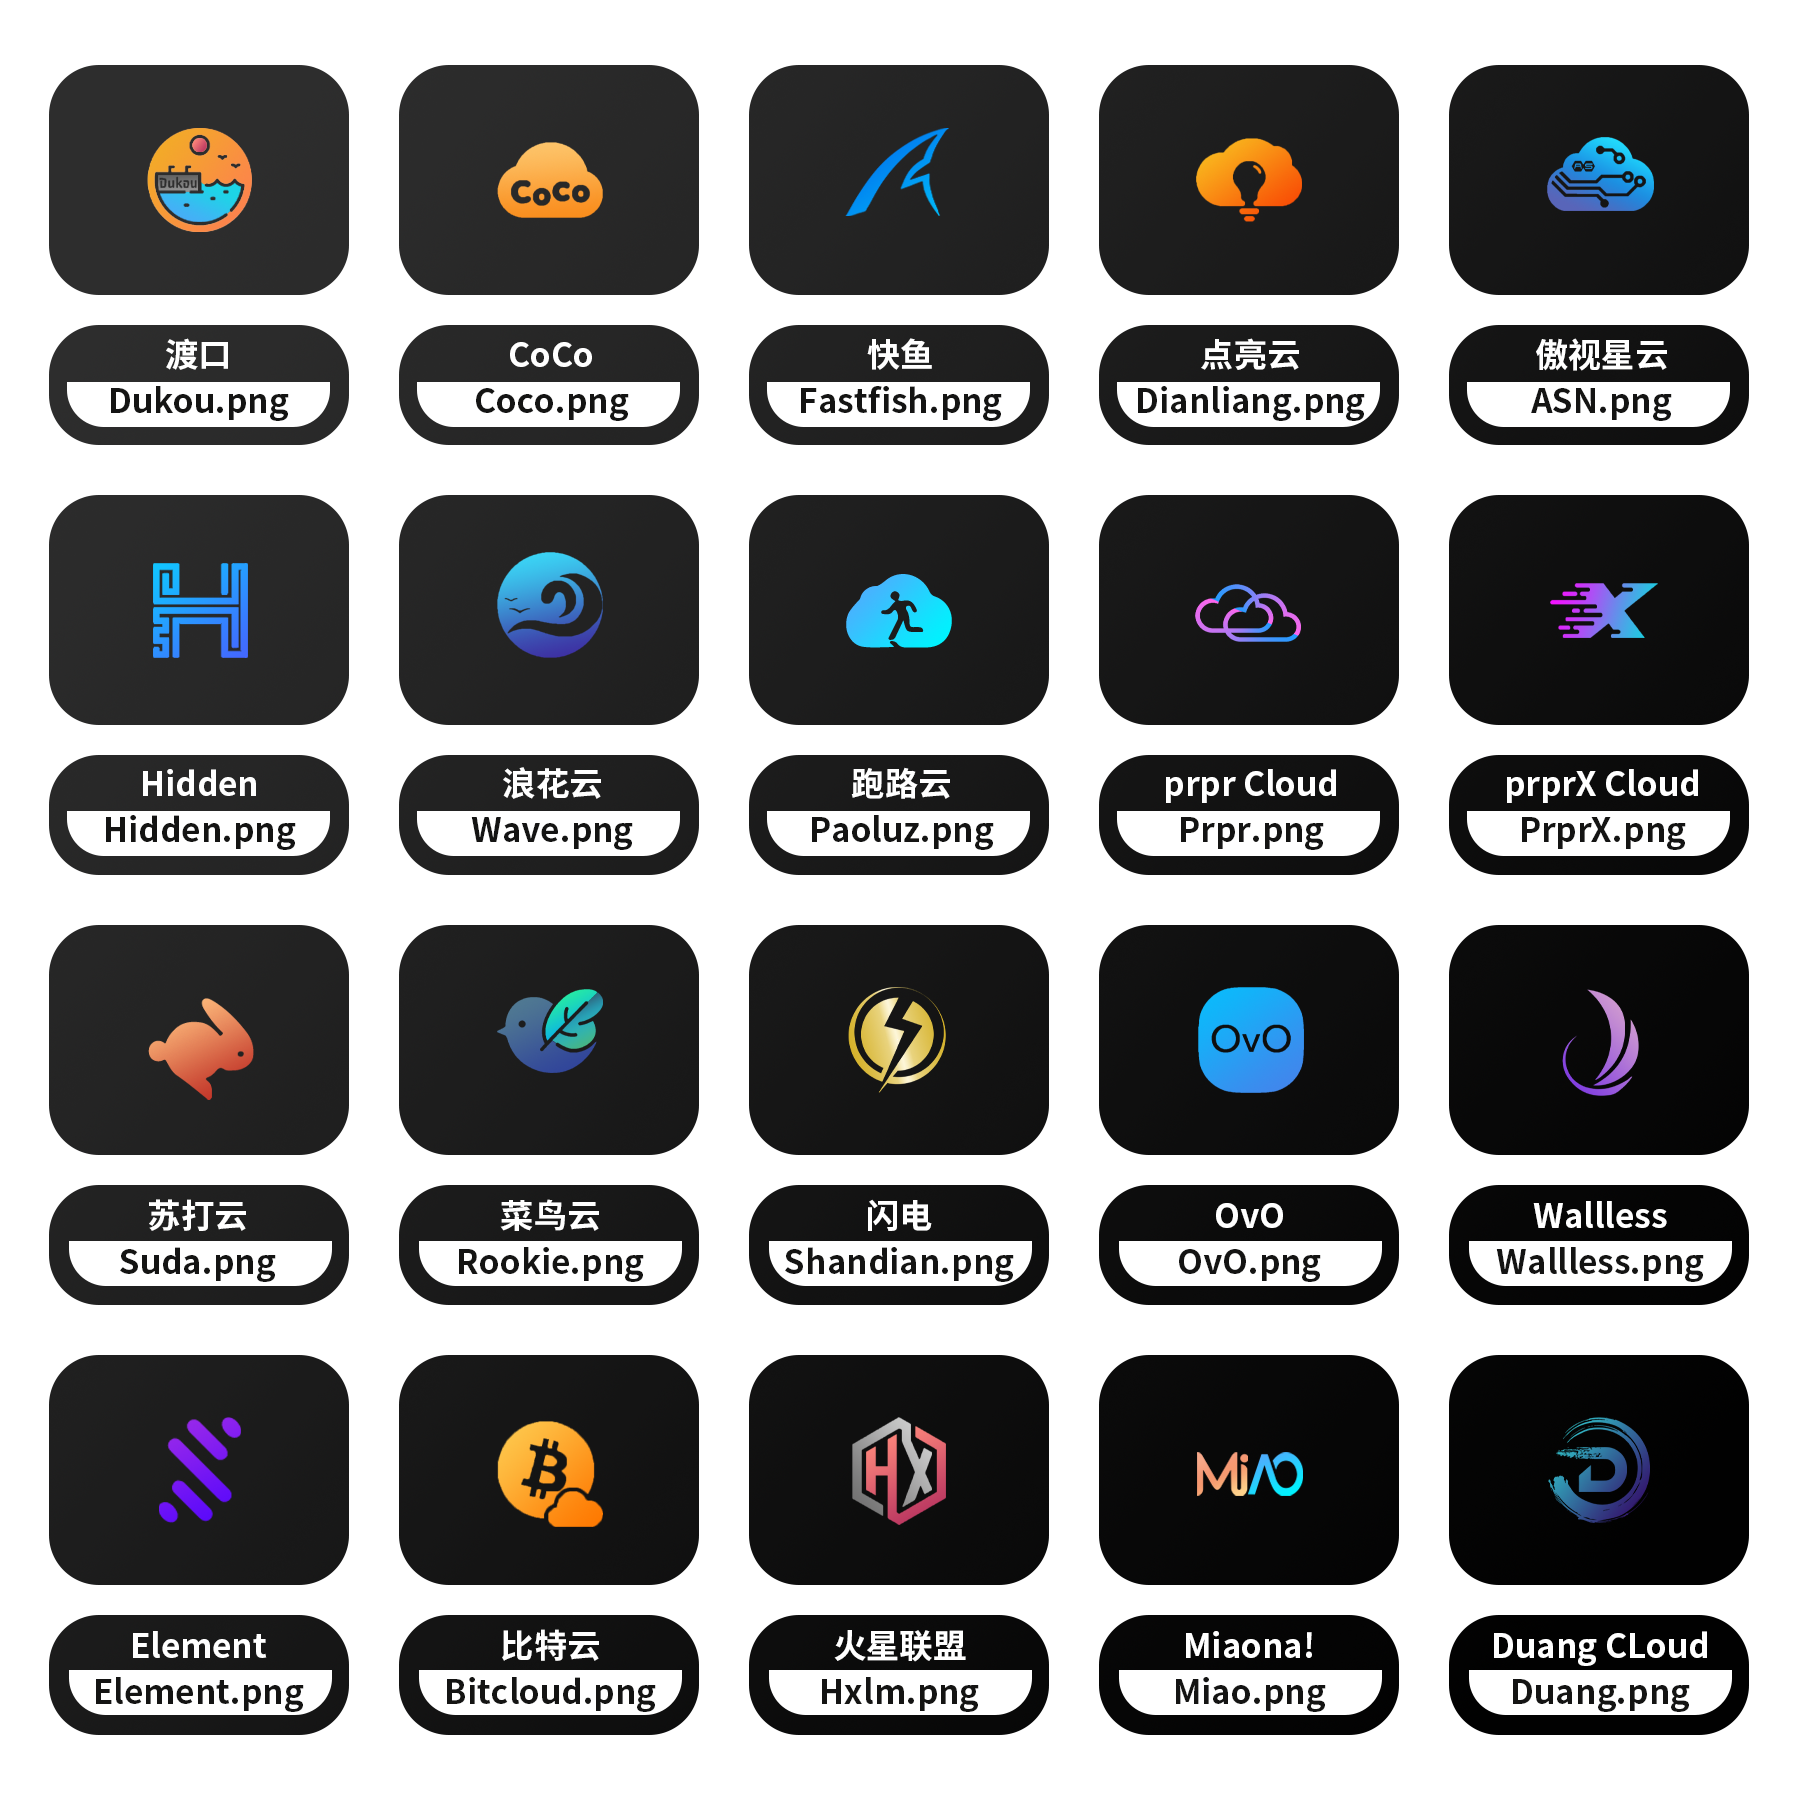 Dukou
CoCo
渡口
Dukou.png
CoCo
Coco.png
快鱼
Fastfish.png
点亮云
Dianliang.png
傲视星云
ASN.png
H
X
Hidden
Hidden.png
浪花云
Wave.png
跑路云
Paoluz.png
prpr Cloud
Prpr.png
prprX Cloud
PrprX.png
OvO
苏打云
Suda.png
菜鸟云
Rookie.png
闪电
Shandian.png
OvO
OvO.png
Wallless
Wallless.png
HX
MiAO
D
Element
Element.png
比特云
Bitcloud.png
火星联盟
Hxlm.png
Miaona!
Miao.png
Duang CLoud
Duang.png